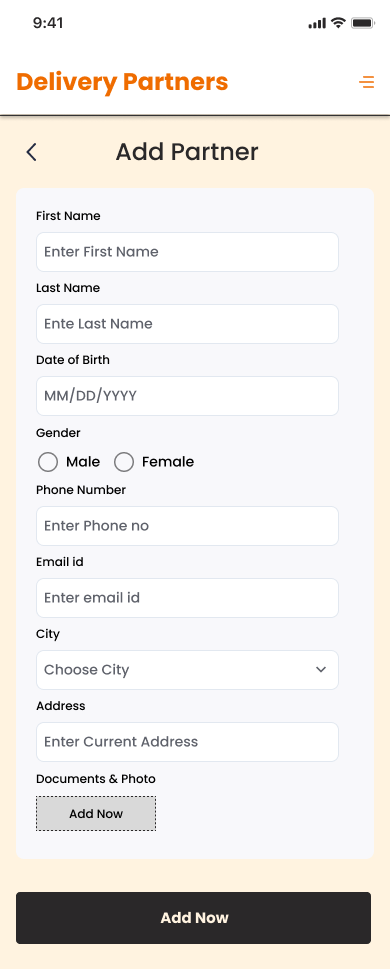 9:41
Delivery Partners
Add Partner
First Name
Enter First Name
Last Name
Ente Last Name
Date of Birth
MM/DD/YYYY
Gender
Male Female
Phone Number
Enter Phone no
Email id
Enter email id
City
Choose City
Address
Enter Current Address
Documents & Photo
Add Now
Add Now